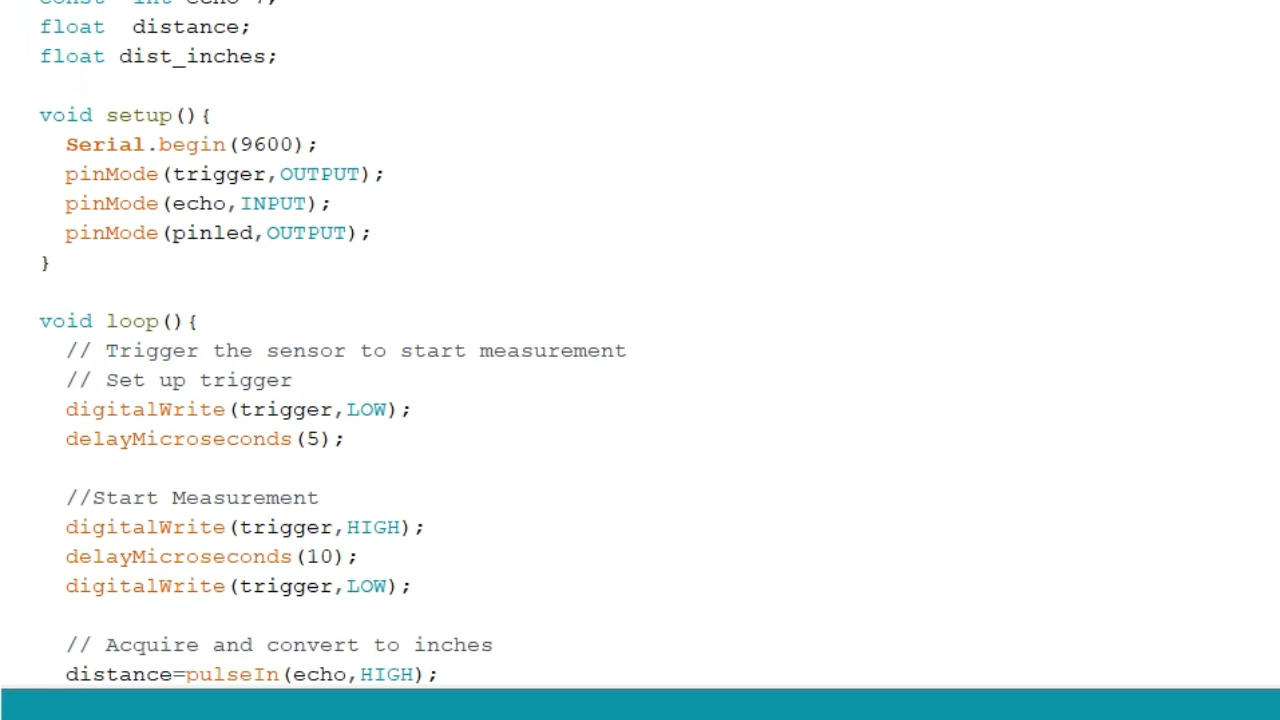 float  distance;
float dist_inches;
void setup(){
  Serial.begin(9600);
  pinMode(trigger,OUTPUT);
  pinMode(echo,INPUT);
  pinMode(pinled,OUTPUT);
}
void loop(){
  // Trigger the sensor to start measurement
  // Set up trigger
  digitalWrite(trigger,LOW);
  delayMicroseconds(5);
  //Start Measurement
  digitalWrite(trigger,HIGH);
  delayMicroseconds(10);
  digitalWrite(trigger,LOW);
  // Acquire and convert to inches
  distance=pulseIn(echo,HIGH);